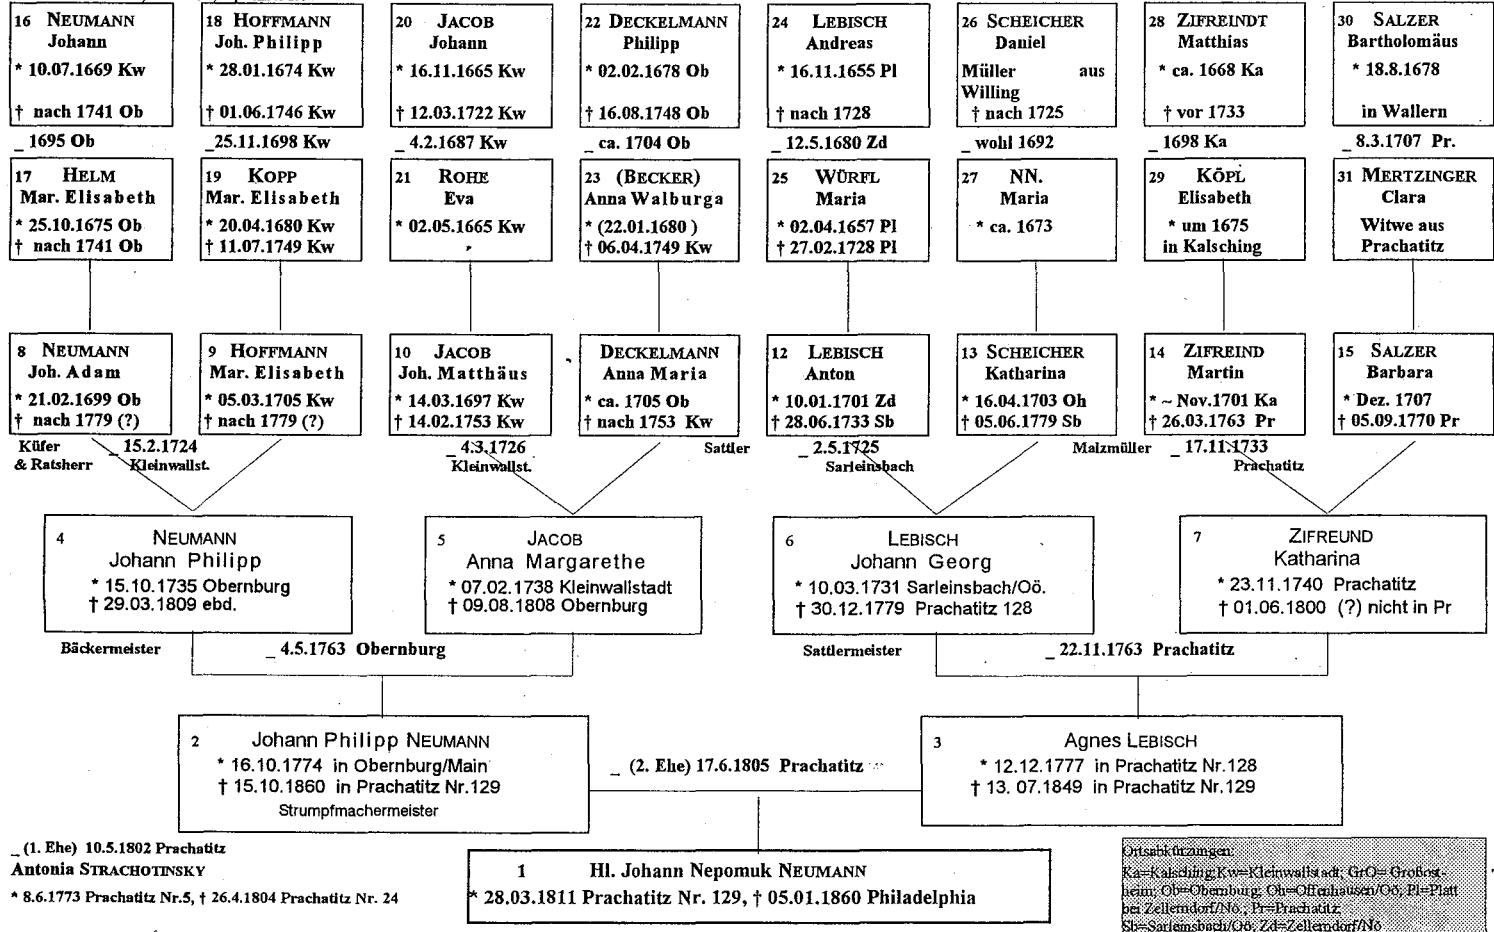 16 NEUMANN
Johann
* 10.07.1669 Kw
† nach 1741 Ob
18 HOFFMANN
Joh. Philipp
* 28.01.1674 Kw
† 01.06.1746 Kw
20 JACOB
Johann
* 16.11.1665 Kw
† 12.03.1722 Kw
22 DECKELMANN
Philipp
* 02.02.1678 Ob
† 16.08.1748 Ob
24 LEBISCH
Andreas
* 16.11.1655 Pl
† nach 1728
26 SCHEICHER
Daniel
Müller aus
Willing
† nach 1725
28 ZIFREINDT
Matthias
* ca. 1668 Ka
† vor 1733
30 SALZER
Bartholomäus
* 18.8.1678
in Wallern
_ 1695 Ob
_25.11.1698 Kw
_ 4.2.1687 Kw
_ ca. 1704 Ob
_ 12.5.1680 Zd
_ wohl 1692
_ 1698 Ka
_ 8.3.1707 Pr.
17 HELM
Mar. Elisabeth
* 25.10.1675 Ob
† nach 1741 Ob
19 KOPP
Mar. Elisabeth
* 20.04.1680 Kw
† 11.07.1749 Kw
21 ROHE
Eva
* 02.05.1665 Kw
23 (BECKER)
Anna Walburga
* (22.01.1680 )
† 06.04.1749 Kw
25 WÜRFL
Maria
* 02.04.1657 Pl
† 27.02.1728 Pl
27 NN.
Maria
* ca. 1673
29 KÖPL
Elisabeth
* um 1675
in Kalsching
31 MERTZINGER
Clara
Witwe aus
Prachatitz
8 NEUMANN
Joh. Adam
* 21.02.1699 Ob
† nach 1779 (?)
9 HOFFMANN
Mar. Elisabeth
* 05.03.1705 Kw
† nach 1779 (?)
10 JACOB
Joh. Matthäus
* 14.03.1697 Kw
† 14.02.1753 Kw
DECKELMANN
Anna Maria
* ca. 1705 Ob
† nach 1753 Kw
12 LEBISCH
Anton
* 10.01.1701 Zd
† 28.06.1733 Sb
13 SCHEICHER
Katharina
* 16.04.1703 Oh
† 05.06.1779 Sb
14 ZIFREIND
Martin
* ~ Nov.1701 Ka
† 26.03.1763 Pr
15 SALZER
Barbara
* Dez. 1707
† 05.09.1770 Pr
Küfer
& Ratsherr
_ 15.2.1724
Kleinwallst.
_ 4.3.1726
Kleinwallst.
Sattler
_ 2.5.1725
Sarleinsbach
Malzmüller
_ 17.11.1733
Prachatitz
4 NEUMANN
Johann Philipp
* 15.10.1735 Obernburg
† 29.03.1809 ebd.
5 JACOB
Anna Margarethe
* 07.02.1738 Kleinwallstadt
† 09.08.1808 Obernburg
6 LEBISCH
Johann Georg
* 10.03.1731 Sarleinsbach/Oö.
† 30.12.1779 Prachatitz 128
7 ZIFREUND
Katharina
* 23.11.1740 Prachatitz
† 01.06.1800 (?) nicht in Pr
Bäckermeister
_ 4.5.1763 Obernburg
Sattlermeister
_ 22.11.1763 Prachatitz
2 Johann Philipp NEUMANN
* 16.10.1774 in Obernburg/Main
† 15.10.1860 in Prachatitz Nr.129
Strumpfmachermeister
_ (2. Ehe) 17.6.1805 Prachatitz
3 Agnes LEBISCH
* 12.12.1777 in Prachatitz Nr.128
† 13. 07.1849 in Prachatitz Nr.129
_ (1. Ehe) 10.5.1802 Prachatitz
Antonia STRACHOTINSKY
* 8.6.1773 Prachatitz Nr.5, † 26.4.1804 Prachatitz Nr. 24
1 Hl. Johann Nepomuk NEUMANN
* 28.03.1811 Prachatitz Nr. 129, † 05.01.1860 Philadelphia
Ortsabkürzungen:
Ka=Kalsching; Kw=Kleinwallstadt; GrO= Großost-
heim; Ob=Obernburg; Oh=Offenhausen/Oö; Pl=Platt
bei Zellerndorf/Nö.; Pr=Prachatitz;
Sb=Sarleinsbach/Oö; Zd=Zellerndorf/Nö